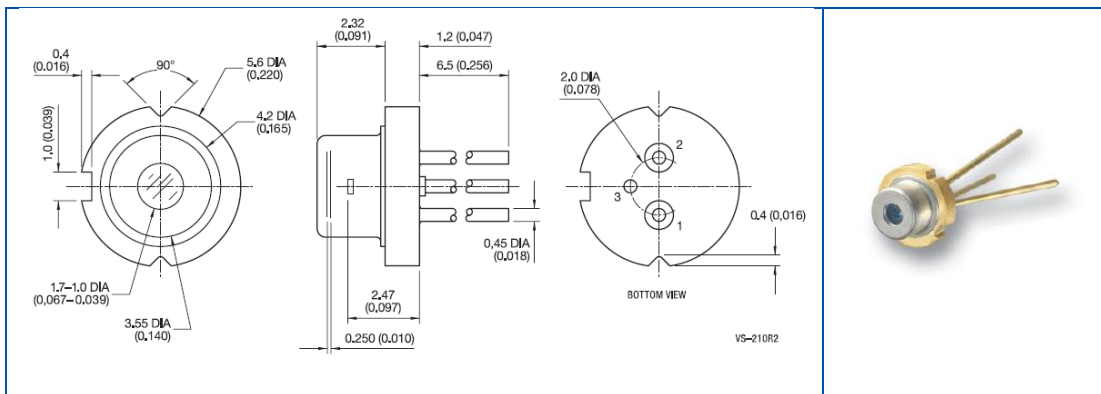 0.4
(0.016)
90°
5.6 DIA
(0.220)
4.2 DIA
(0.165)
1.0 (0.039)
1.7–1.0 DIA
(0,067–0.039)
3.55 DIA
(0.140)
2.32
(0.091)
1.2 (0.047)
6.5 (0.256)
0,45 DIA
(0.018)
2.47
(0.097)
0.250 (0.010)
2.0 DIA
(0.078)
2
3
1
0.4 (0,016)
BOTTOM VIEW
VS–210R2